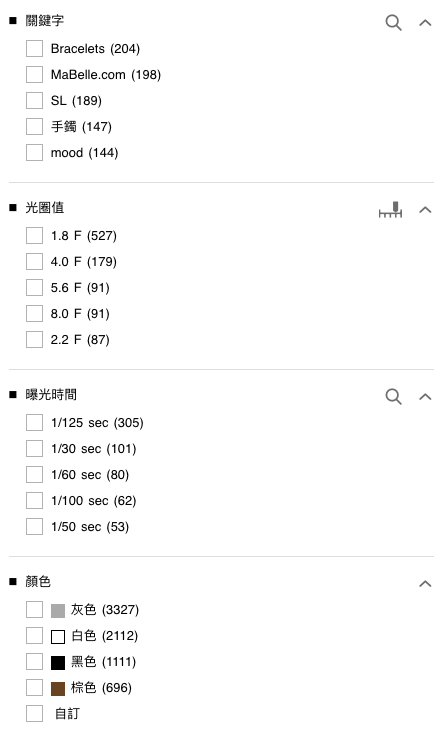 關鍵字
Bracelets (204)
MaBelle.com (198)
SL (189)
手鐲 (147)
mood (144)
光圈值
1.8 F (527)
4.0 F (179)
5.6 F (91)
8.0 F (91)
2.2 F (87)
曝光時間
1/125 sec (305)
1/30 sec (101)
1/60 sec (80)
1/100 sec (62)
1/50 sec (53)
顏色
灰色 (3327)
白色 (2112)
黑色 (1111)
棕色 (696)
自訂